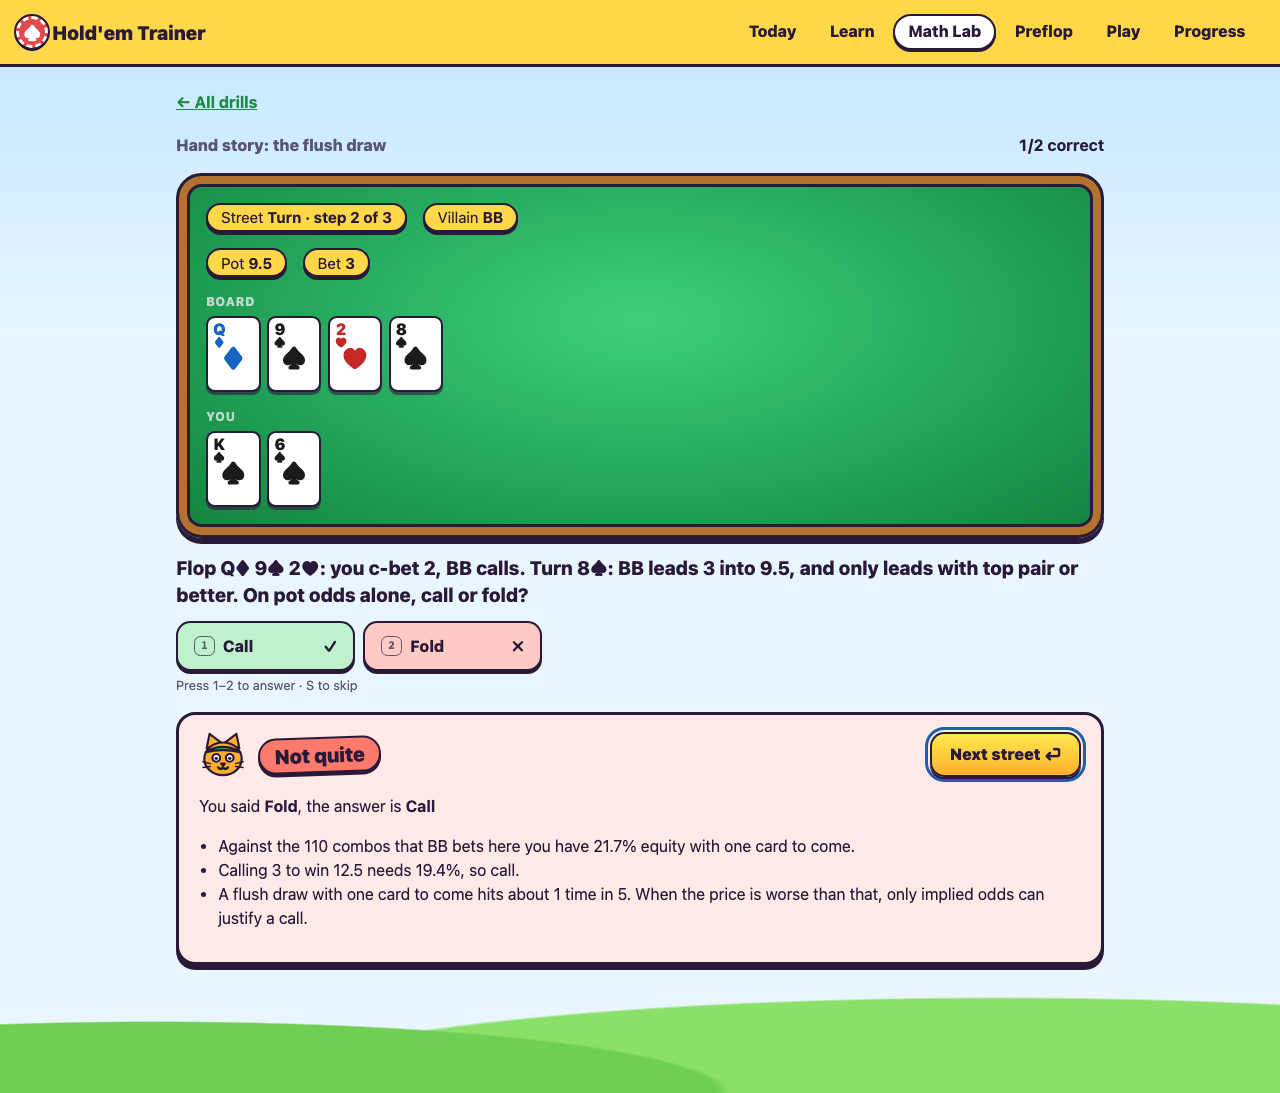 Hold'em Trainer
Today Learn Math Lab Preflop Play Progress
← All drills
Hand story: the flush draw 1/2 correct
Street Turn · step 2 of 3 Villain BB
Pot 9.5 Bet 3
BOARD
Q♦ 9♠ 2♥ 8♠
YOU
K♠ 6♠
Flop Q♦ 9♠ 2♥: you c-bet 2, BB calls. Turn 8♠: BB leads 3 into 9.5, and only leads with top pair or
better. On pot odds alone, call or fold?
1 Call ✓ 2 Fold ✕
Press 1–2 to answer · S to skip
Not quite Next street ⏎
You said Fold, the answer is Call
• Against the 110 combos that BB bets here you have 21.7% equity with one card to come.
• Calling 3 to win 12.5 needs 19.4%, so call.
• A flush draw with one card to come hits about 1 time in 5. When the price is worse than that, only implied odds can
justify a call.